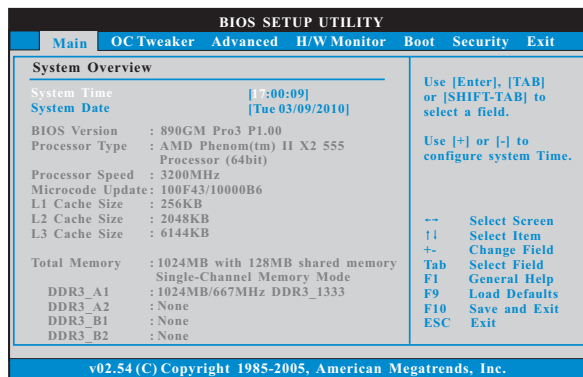 BIOS SETUP UTILITY
Main OC Tweaker Advanced H/W Monitor Boot Security Exit
System Overview
System Time [17:00:09]
System Date [Tue 03/09/2010]
BIOS Version : 890GM Pro3 P1.00
Processor Type : AMD Phenom(tm) II X2 555
Processor (64bit)
Processor Speed : 3200MHz
Microcode Update : 100F43/10000B6
L1 Cache Size : 256KB
L2 Cache Size : 2048KB
L3 Cache Size : 6144KB
Total Memory : 1024MB with 128MB shared memory
Single-Channel Memory Mode
DDR3_A1 : 1024MB/667MHz DDR3_1333
DDR3_A2 : None
DDR3_B1 : None
DDR3_B2 : None
Use [Enter], [TAB]
or [SHIFT-TAB] to
select a field.
Use [+] or [-] to
configure system Time.
←→ Select Screen
↑↓ Select Item
+- Change Field
Tab Select Field
F1 General Help
F9 Load Defaults
F10 Save and Exit
ESC Exit
v02.54 (C) Copyright 1985-2005, American Megatrends, Inc.